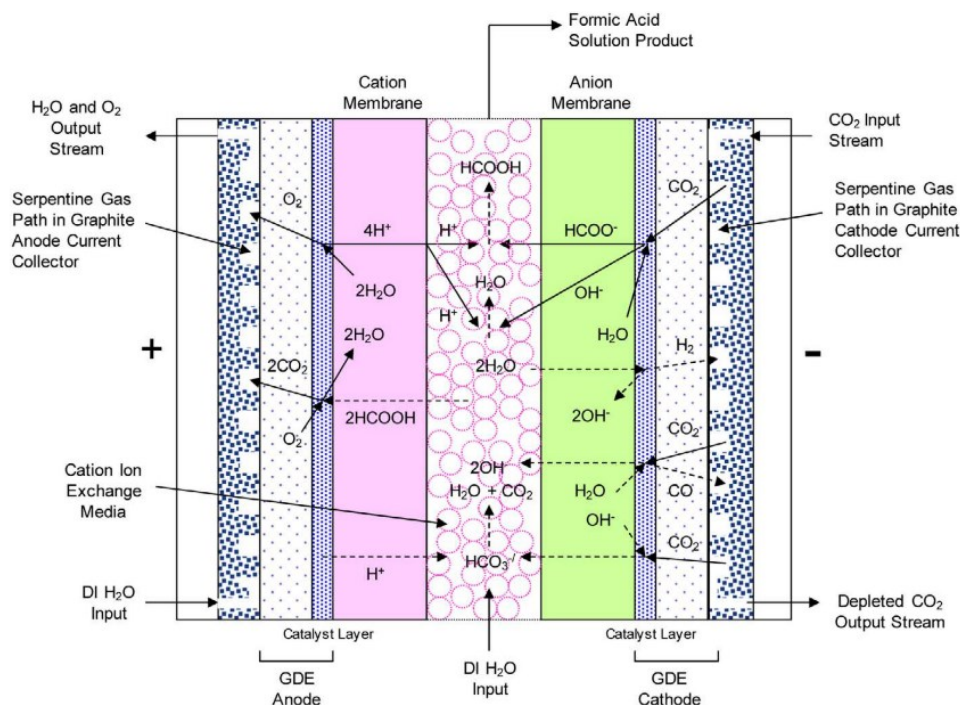 Formic Acid
Solution Product
Cation
Membrane
Anion
Membrane
H₂O and O₂
Output
Stream
CO₂ Input
Stream
HCOOH
CO₂
O₂
Serpentine Gas
Path in Graphite
Anode Current
Collector
Serpentine Gas
Path in Graphite
Cathode Current
Collector
4H⁺
H⁺
HCOO⁻
2H₂O
H₂O
OH⁻
H⁺
2H₂O
H₂O
+
-
H₂
2CO₂
2H₂O
2HCOOH
2OH⁻
O₂
CO₂
2OH
Cation Ion
Exchange
Media
H₂O + CO₂
H₂O
CO
OH⁻
CO₂
H⁺
HCO₃⁻/
DI H₂O
Input
Depleted CO₂
Output Stream
Catalyst Layer
Catalyst Layer
GDE
Anode
DI H₂O
Input
GDE
Cathode